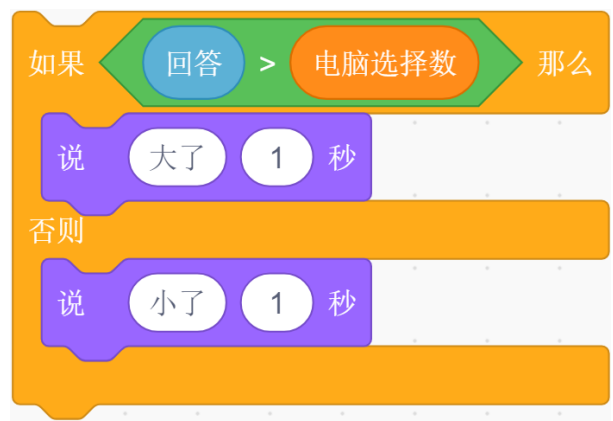 如果 回答 > 电脑选择数 那么
说 大了 1 秒
否则
说 小了 1 秒